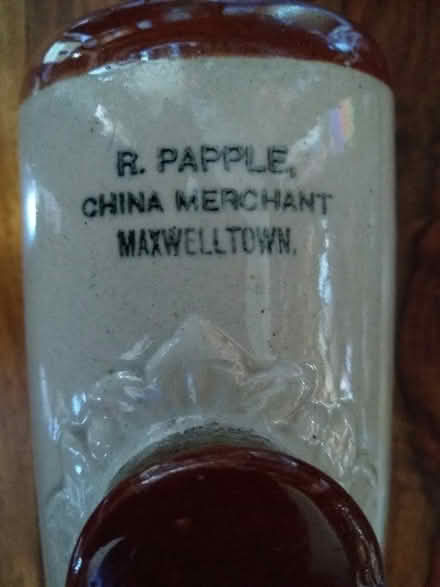 R. PAPPLE,
CHINA MERCHANT
MAXWELLTOWN.